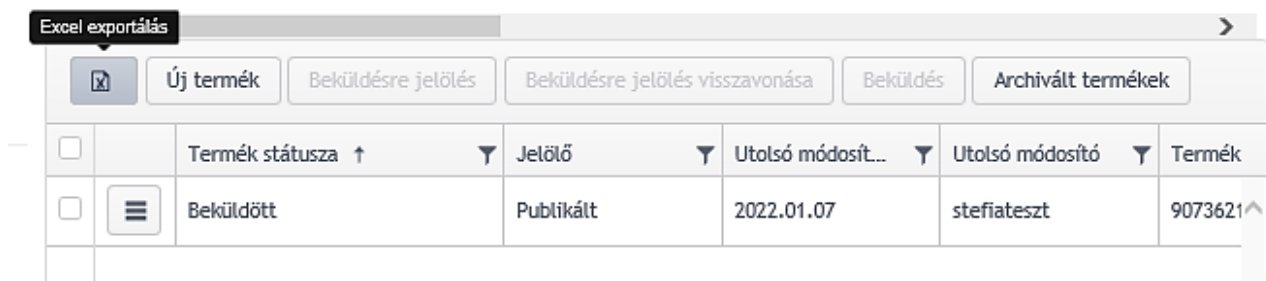 Excel exportálás
Új termék Beküldésre jelölés Beküldésre jelölés visszavonása Beküldés Archivált termékek
Termék státusza ↑ Jelölő Utolsó módosít... Utolsó módosító Termék
Beküldött Publikált 2022.01.07 stefiateszt 9073621